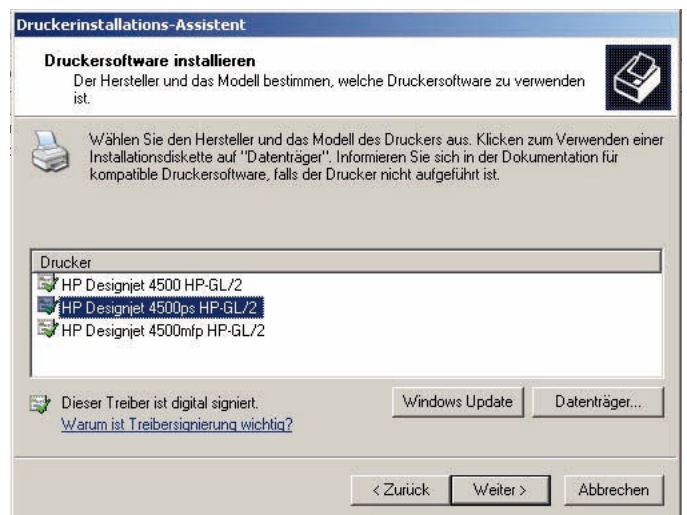 Druckerinstallations-Assistent
Druckersoftware installieren
Der Hersteller und das Modell bestimmen, welche Druckersoftware zu verwenden
ist.
Wählen Sie den Hersteller und das Modell des Druckers aus. Klicken zum Verwenden einer
Installationsdiskette auf "Datenträger". Informieren Sie sich in der Dokumentation für
kompatible Druckersoftware, falls der Drucker nicht aufgeführt ist.
Drucker
HP Designjet 4500 HP-GL/2
HP Designjet 4500ps HP-GL/2
HP Designjet 4500mfp HP-GL/2
Dieser Treiber ist digital signiert.
Warum ist Treibersignierung wichtig?
Windows Update
Datenträger...
< Zurück
Weiter >
Abbrechen